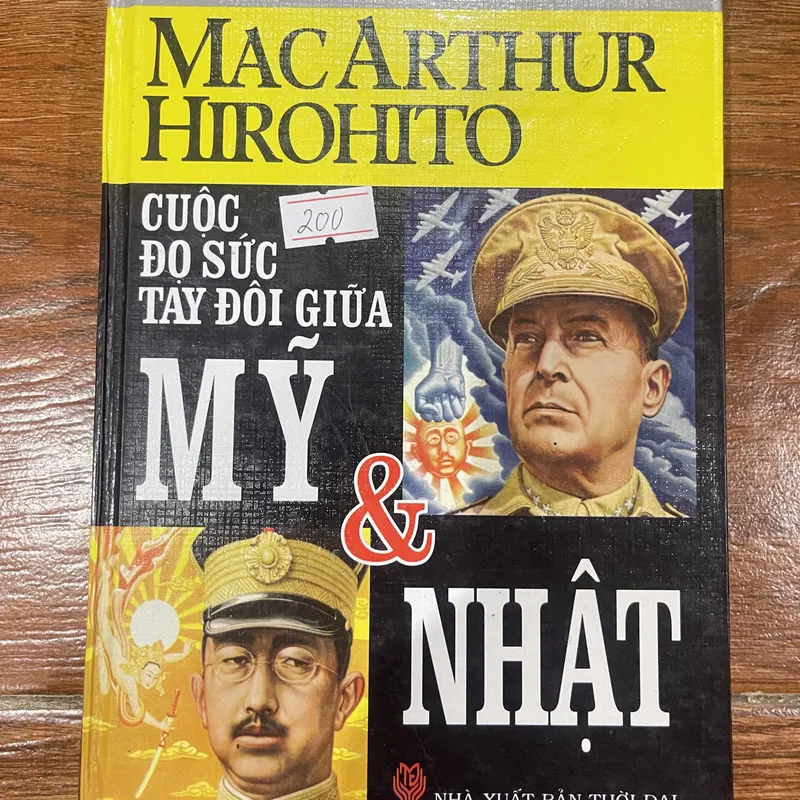 MACARTHUR
HIROHITO
CUỘC
ĐỌ SỨC
TAY ĐÔI GIỮA
200
MỸ
&
NHẬT
NHÀ XUẤT BẢN THỜI ĐẠI